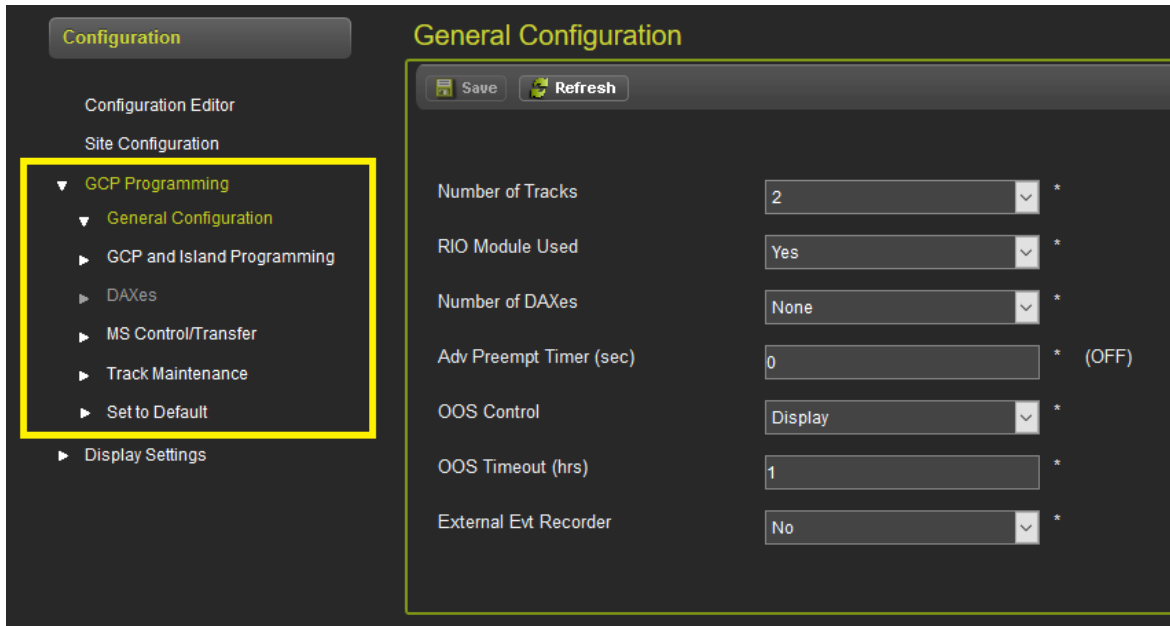 Configuration
Configuration Editor
Site Configuration
GCP Programming
General Configuration
GCP and Island Programming
DAXes
MS Control/Transfer
Track Maintenance
Set to Default
Display Settings
General Configuration
Save Refresh
Number of Tracks 2 *
RIO Module Used Yes *
Number of DAXes None *
Adv Preempt Timer (sec) 0 * (OFF)
OOS Control Display *
OOS Timeout (hrs) 1 *
External Evt Recorder No *